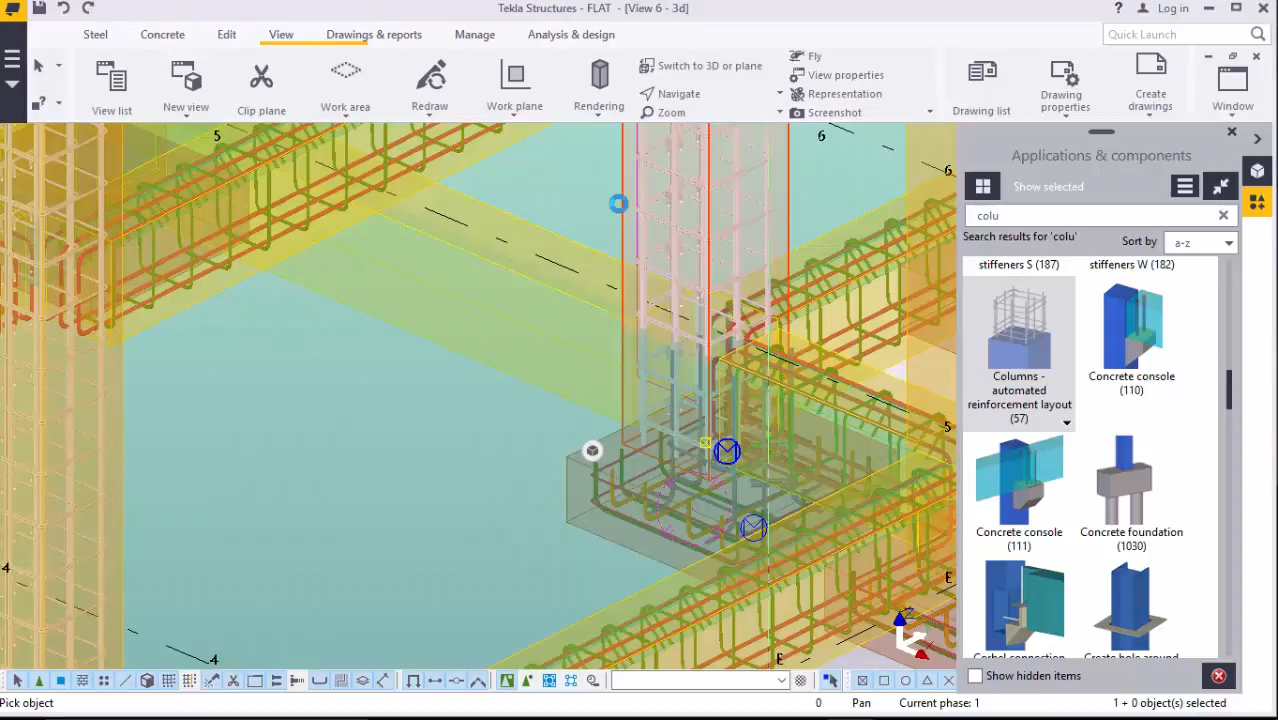 Tekla Structures - FLAT - [View 6 - 3d]
? Log in
Steel Concrete Edit View Drawings & reports Manage Analysis & design
Quick Launch
View list
New view
Clip plane
Work area
Redraw
Work plane
Rendering
Switch to 3D or plane
Navigate
Zoom
Fly
View properties
Representation
Screenshot
Drawing list
Drawing
properties
Create
drawings
Window
5
6
6
5
4
4
E
E
Z
Applications & components
Show selected
colu
Search results for 'colu'
Sort by
a-z
stiffeners S (187)
stiffeners W (182)
Columns -
automated
reinforcement layout
(57)
Concrete console
(110)
Concrete console
(111)
Concrete foundation
(1030)
Corbel connection
Create hole around
Show hidden items
Pick object
0
Pan
Current phase: 1
1 + 0 object(s) selected